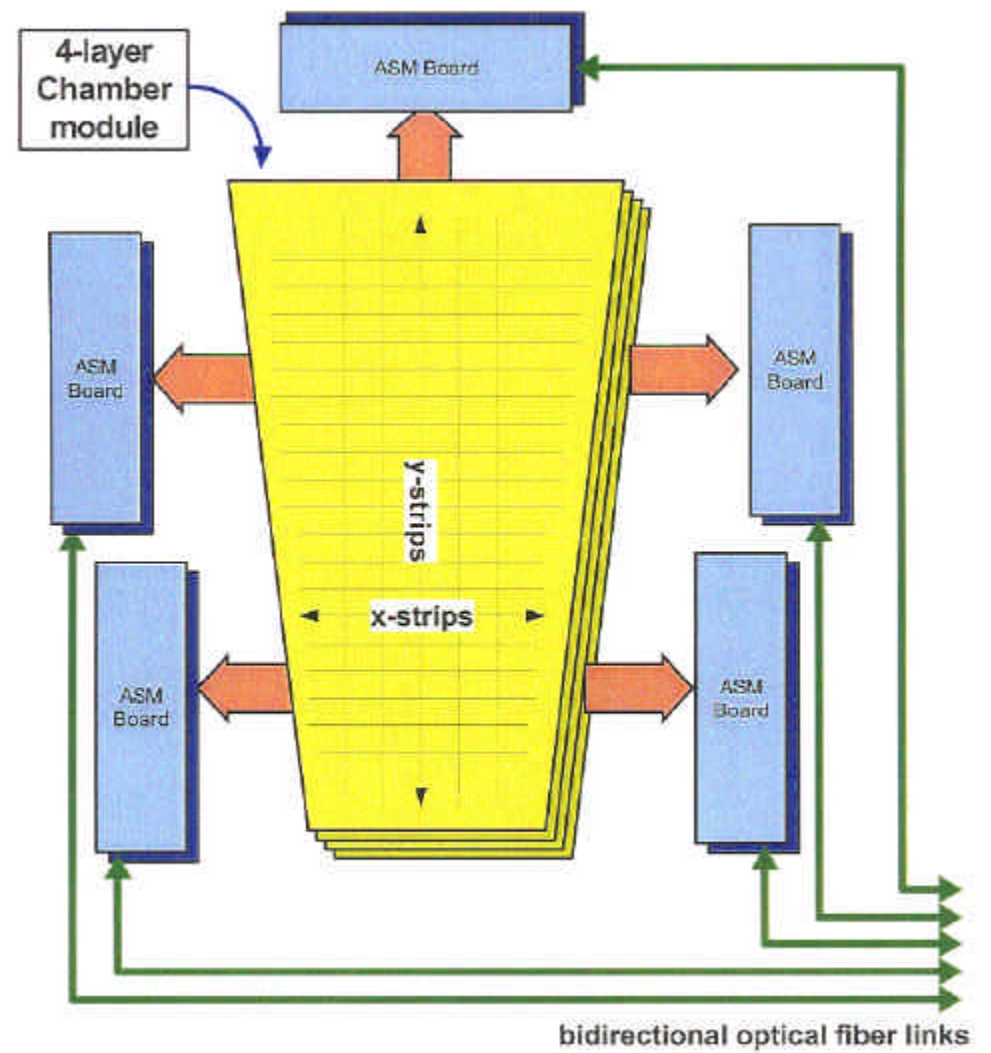 4-layer
Chamber
module
ASM Board
ASM
Board
ASM
Board
y-strips
x-strips
ASM
Board
ASM
Board
bidirectional optical fiber links